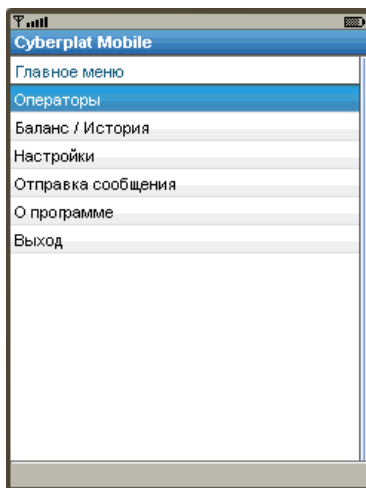 Cyberplat Mobile
Главное меню
Операторы
Баланс / История
Настройки
Отправка сообщения
О программе
Выход